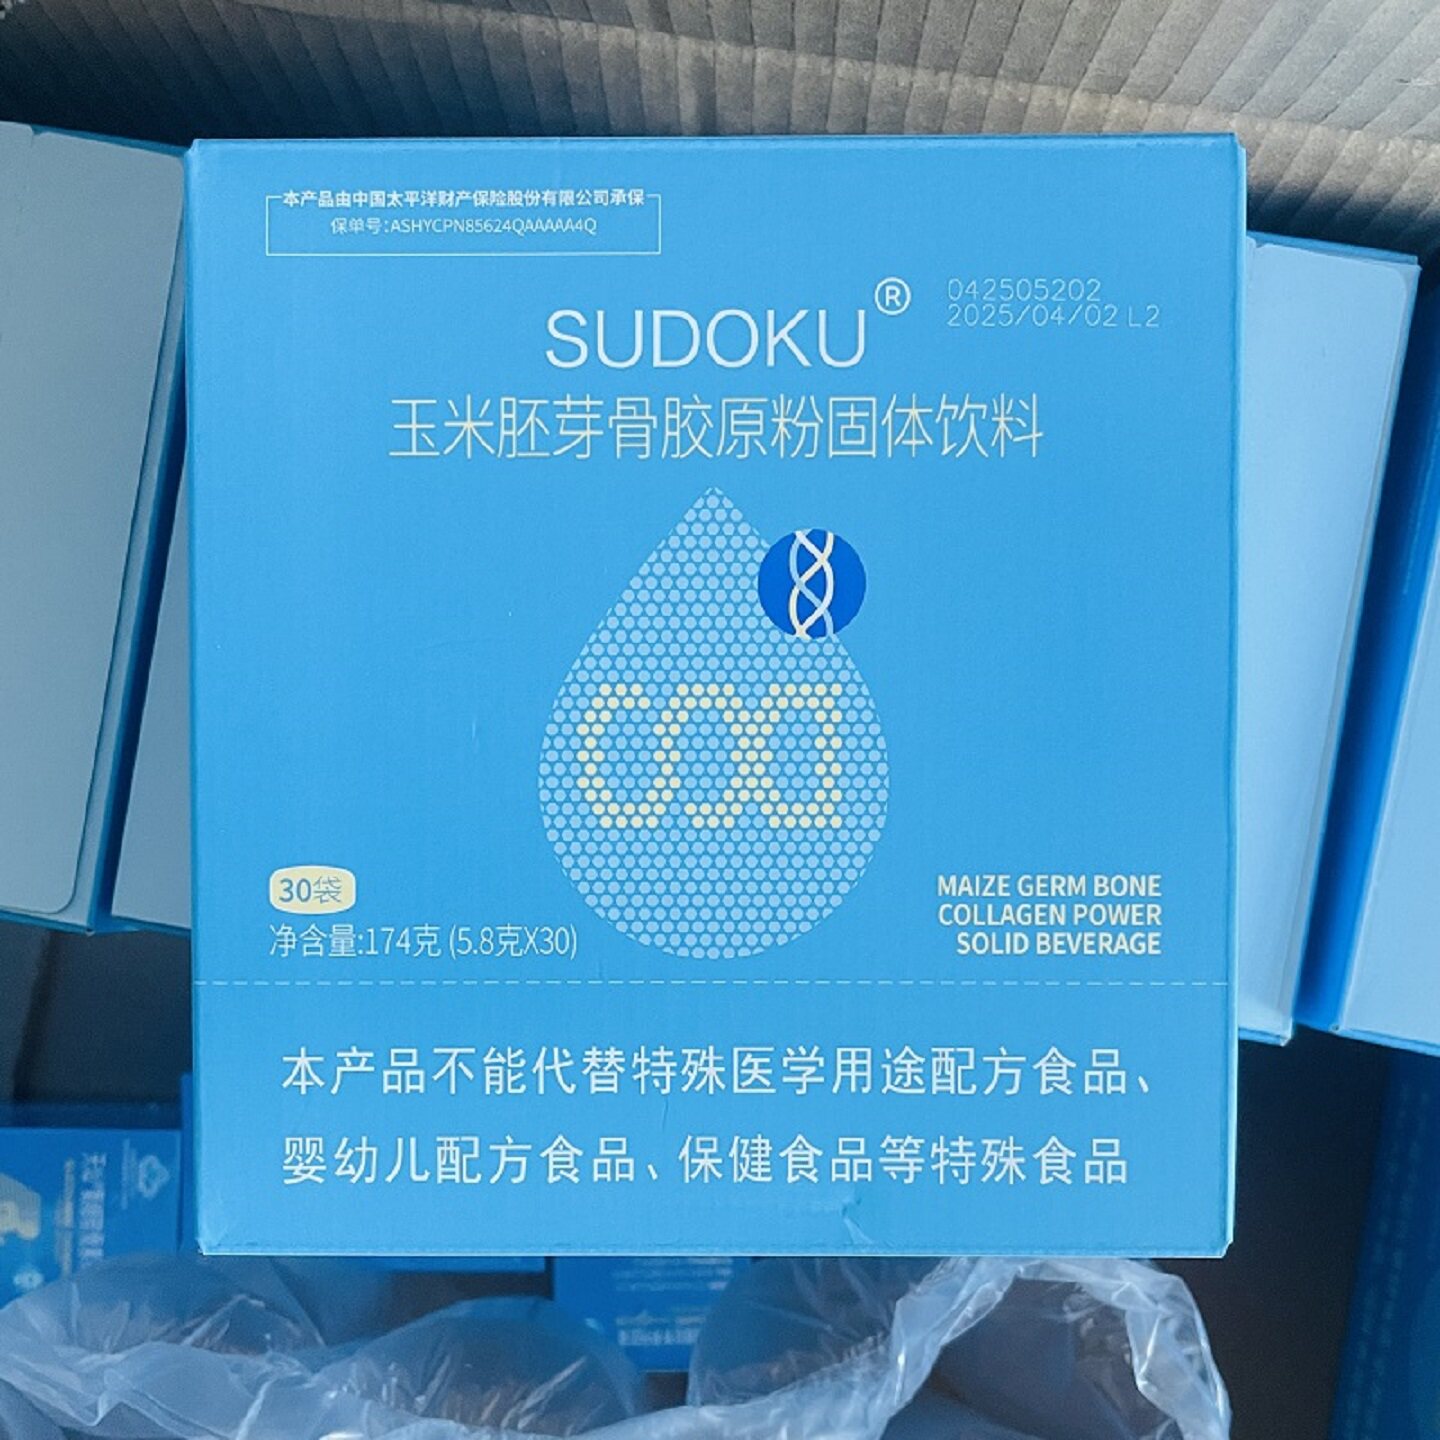 本产品由中国太平洋财产保险股份有限公司承保
保单号:ASHYCPN85624QAAAAA4Q
SUDOKU®
042505202
2025/04/02 L2
玉米胚芽骨胶原粉固体饮料
30袋
净含量:174克 (5.8克X30)
MAIZE GERM BONE
COLLAGEN POWER
SOLID BEVERAGE
本产品不能代替特殊医学用途配方食品、
婴幼儿配方食品、保健食品等特殊食品